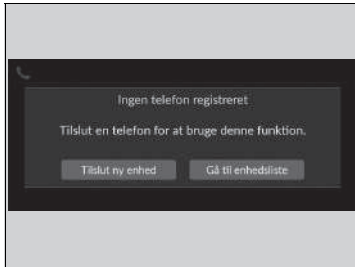 Ingen telefon registreret
Tilslut en telefon for at bruge denne funktion.
Tilslut ny enhed
Gå til enhedsliste